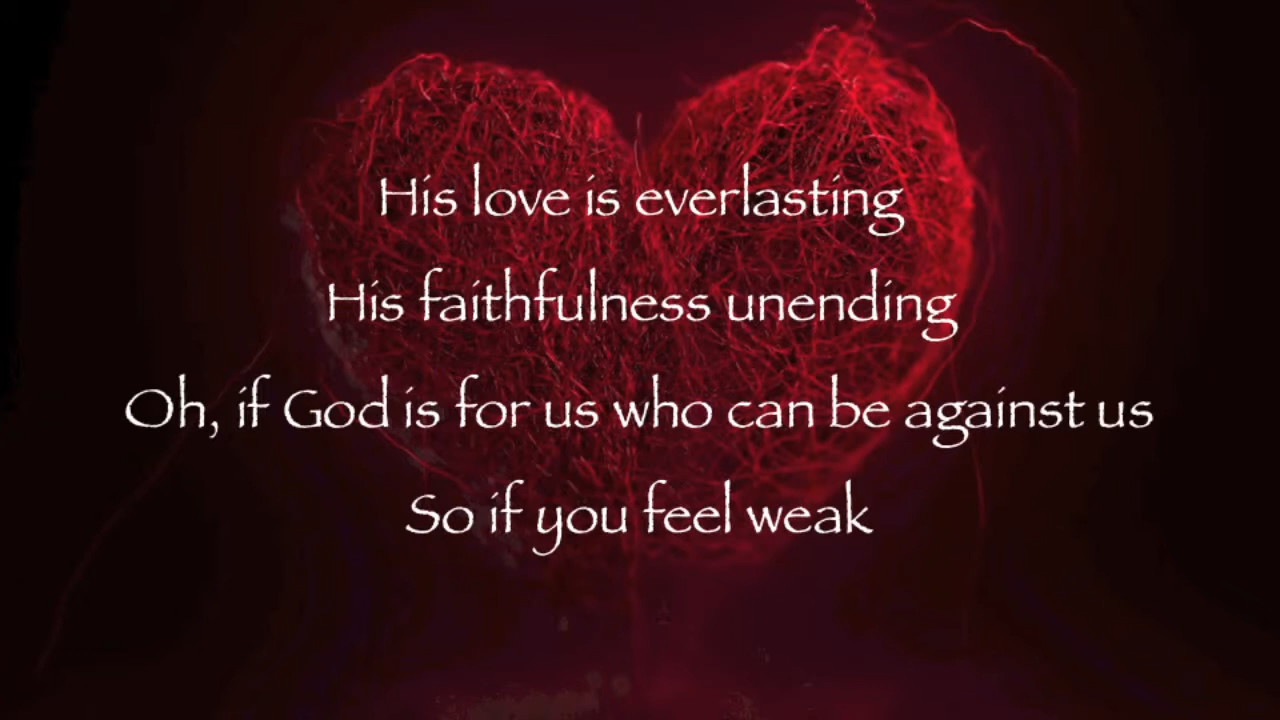 His love is everlasting
His faithfulness unending
Oh, if God is for us who can be against us
So if you feel weak